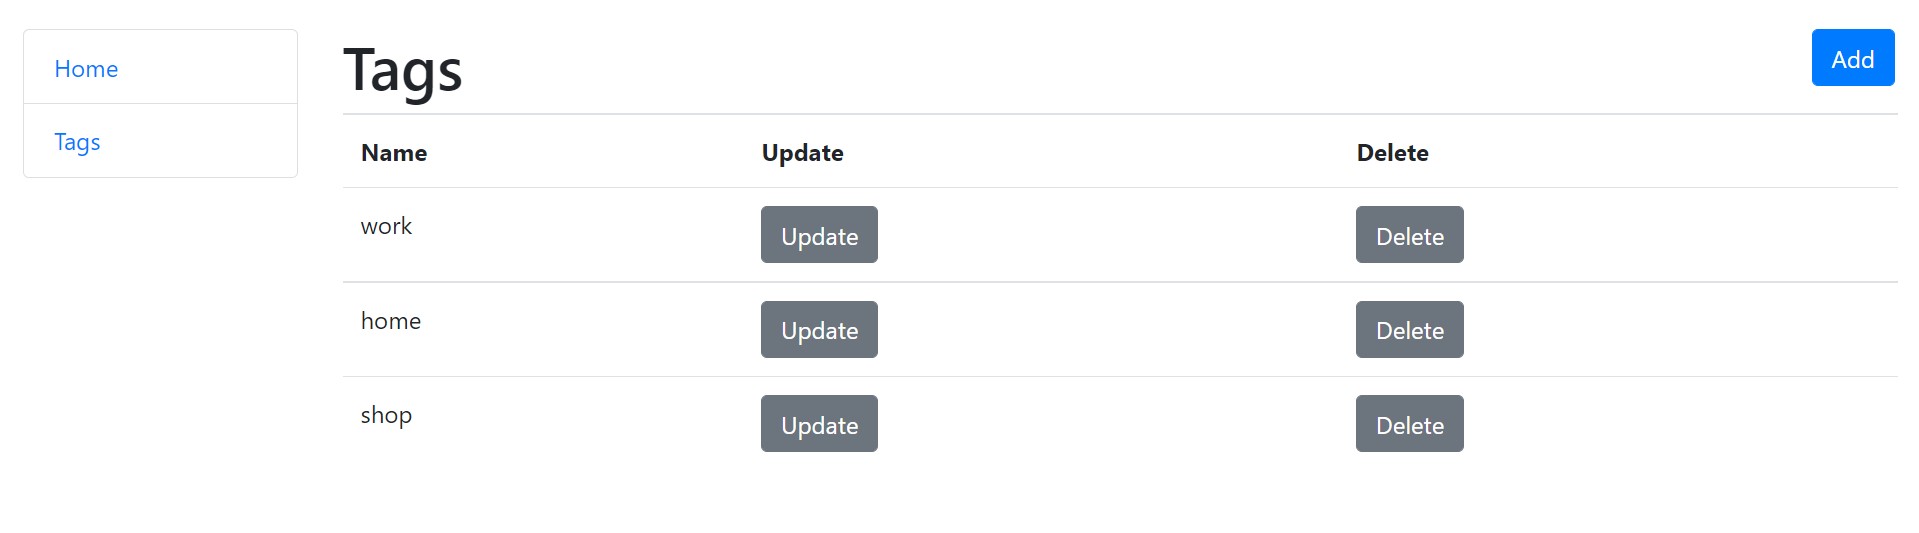 Home
Tags
Tags
Add
Name Update Delete
work Update Delete
home Update Delete
shop Update Delete